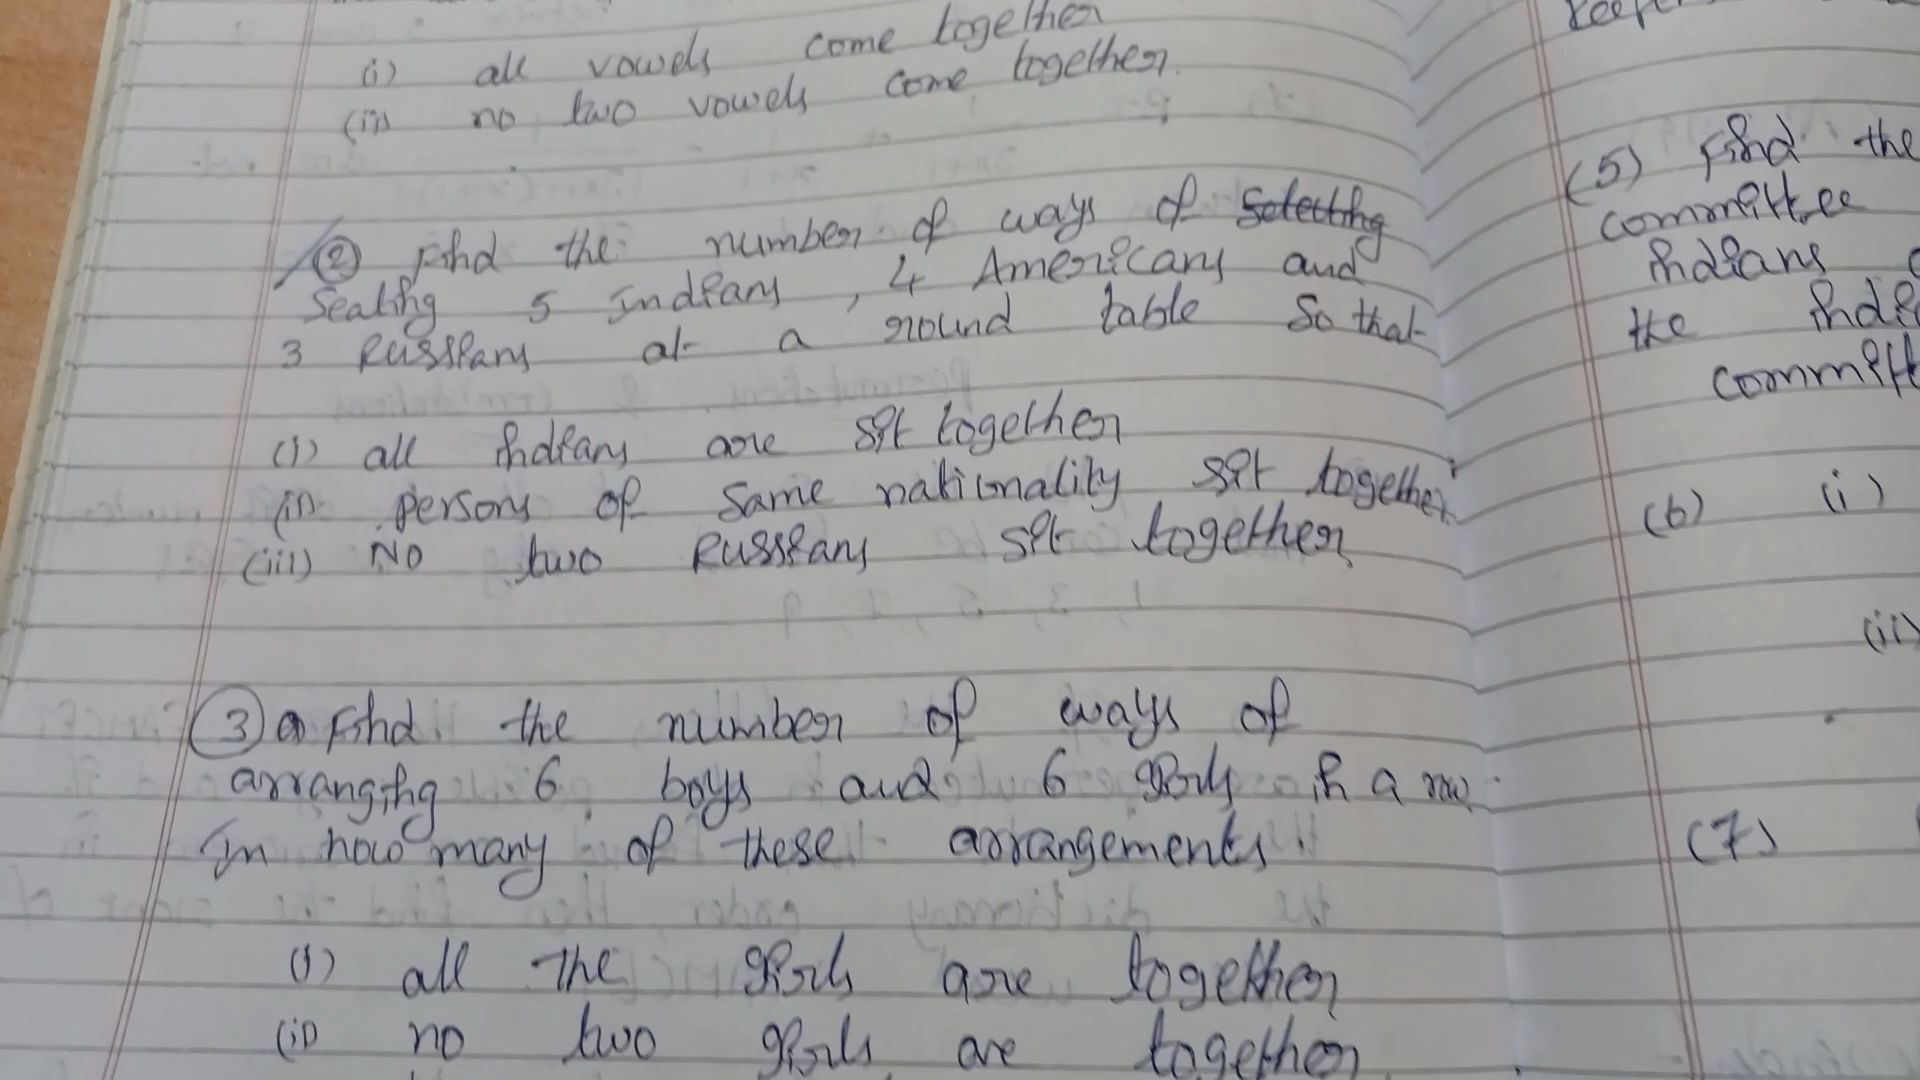 (i) all vowels come together
(ii) no two vowels come together.
(2) Find the number of ways of selecting
Seating 5 Indians, 4 Americans and
3 Russians at a round table so that
(i) all indians are sit together
(ii) persons of same nationality sit together.
(iii) No two Russians sit together
(3) Find the number of ways of
arranging 6 boys and 6 girls in a row.
In how many of these arrangements
(i) all the girls are together
(ii) no two girls are together
(5) Find the
committee
indians
the
(6) (i)
(ii)
(7)